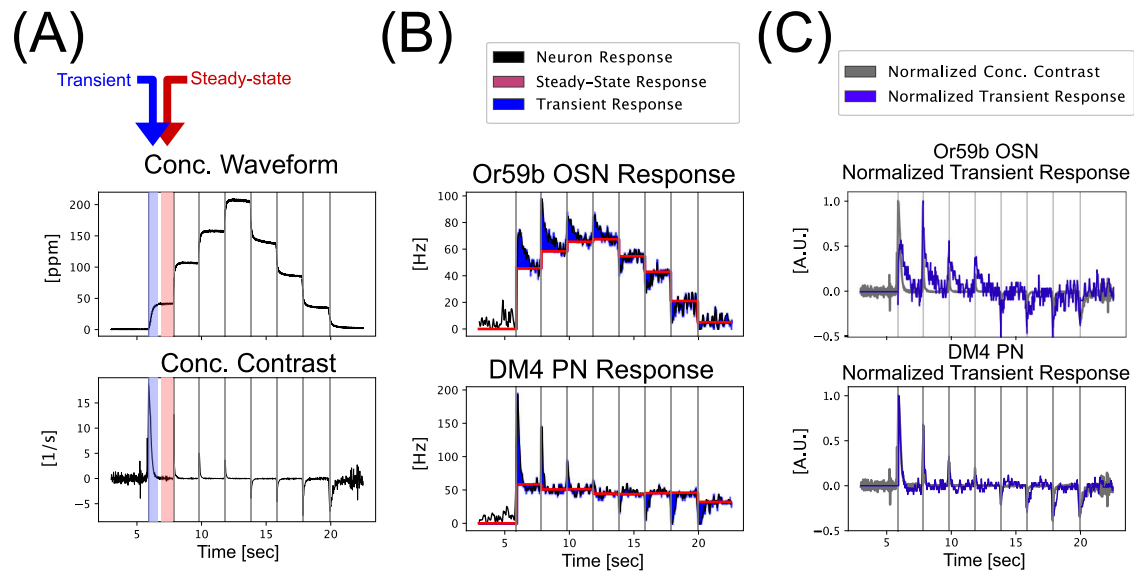 (A)
Transient
Steady-state
Conc. Waveform
[ppm]
200
150
100
50
0
Conc. Contrast
[1/s]
15
10
5
0
−5
5 10 15 20
Time [sec]
(B)
Neuron Response
Steady-State Response
Transient Response
Or59b OSN Response
[Hz]
100
80
60
40
20
0
DM4 PN Response
[Hz]
200
150
100
50
0
5 10 15 20
Time [sec]
(C)
Normalized Conc. Contrast
Normalized Transient Response
Or59b OSN
Normalized Transient Response
[A.U.]
1.0
0.5
0.0
−0.5
DM4 PN
Normalized Transient Response
[A.U.]
1.0
0.5
0.0
−0.5
5 10 15 20
Time [sec]